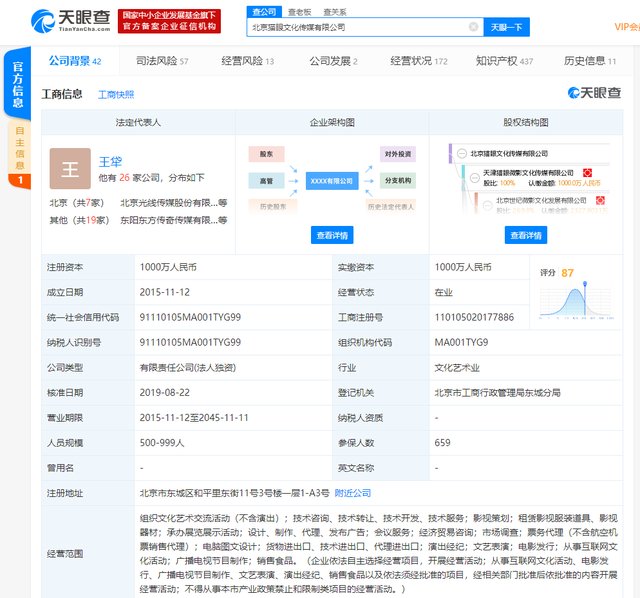 天眼查
TianYanCha.com
国家中小企业发展基金旗下
官方备案企业征信机构
查公司 查老板 查关系
北京猫眼文化传媒有限公司
天眼一下
VIP会
官方信息
自主信息
1
公司背景 42 司法风险 57 经营风险 13 公司发展 2 经营状况 172 知识产权 437 历史信息 11
工商信息 工商快照
天眼查
法定代表人 企业架构图 股权结构图
王
王牮
他有 26 家公司，分布如下
北京（共7家） 北京光线传媒股份有限...等
其他（共19家） 东阳东方传奇传媒有限...等
股东
高管
历史股东
XXXX有限公司
对外投资
分支机构
历史法定代表人
查看详情
北京猫眼文化传媒有限公司
天津猫眼微影文化传媒有限公司
股比: 100% 认缴金额: 1000.0万人民币
北京世纪微影文化发展有限公司
查看详情
注册资本 1000万人民币 实缴资本 1000万人民币
评分 87
成立日期 2015-11-12 经营状态 在业
统一社会信用代码 91110105MA001TYG99 工商注册号 110105020177886
纳税人识别号 91110105MA001TYG99 组织机构代码 MA001TYG9
公司类型 有限责任公司(法人独资) 行业 文化艺术业
核准日期 2019-08-22 登记机关 北京市工商行政管理局东城分局
营业期限 2015-11-12至2045-11-11 纳税人资质 -
人员规模 500-999人 参保人数 659
曾用名 - 英文名称 -
注册地址 北京市东城区和平里东街11号3号楼一层1-A3号 附近公司
经营范围
组织文化艺术交流活动（不含演出）；技术咨询、技术转让、技术开发、技术服务；影视策划；租赁影视服装道具、影视
器材；承办展览展示活动；设计、制作、代理、发布广告；会议服务；经济贸易咨询；市场调查；票务代理（不含航空机
票销售代理）；电脑图文设计；货物进出口、技术进出口、代理进出口；演出经纪；文艺表演；电影发行；从事互联网文
化活动；广播电视节目制作；销售食品。（企业依法自主选择经营项目，开展经营活动；从事互联网文化活动、电影发
行、广播电视节目制作、文艺表演、演出经纪、销售食品以及依法须经批准的项目，经相关部门批准后依批准的内容开展
经营活动；不得从事本市产业政策禁止和限制类项目的经营活动。）